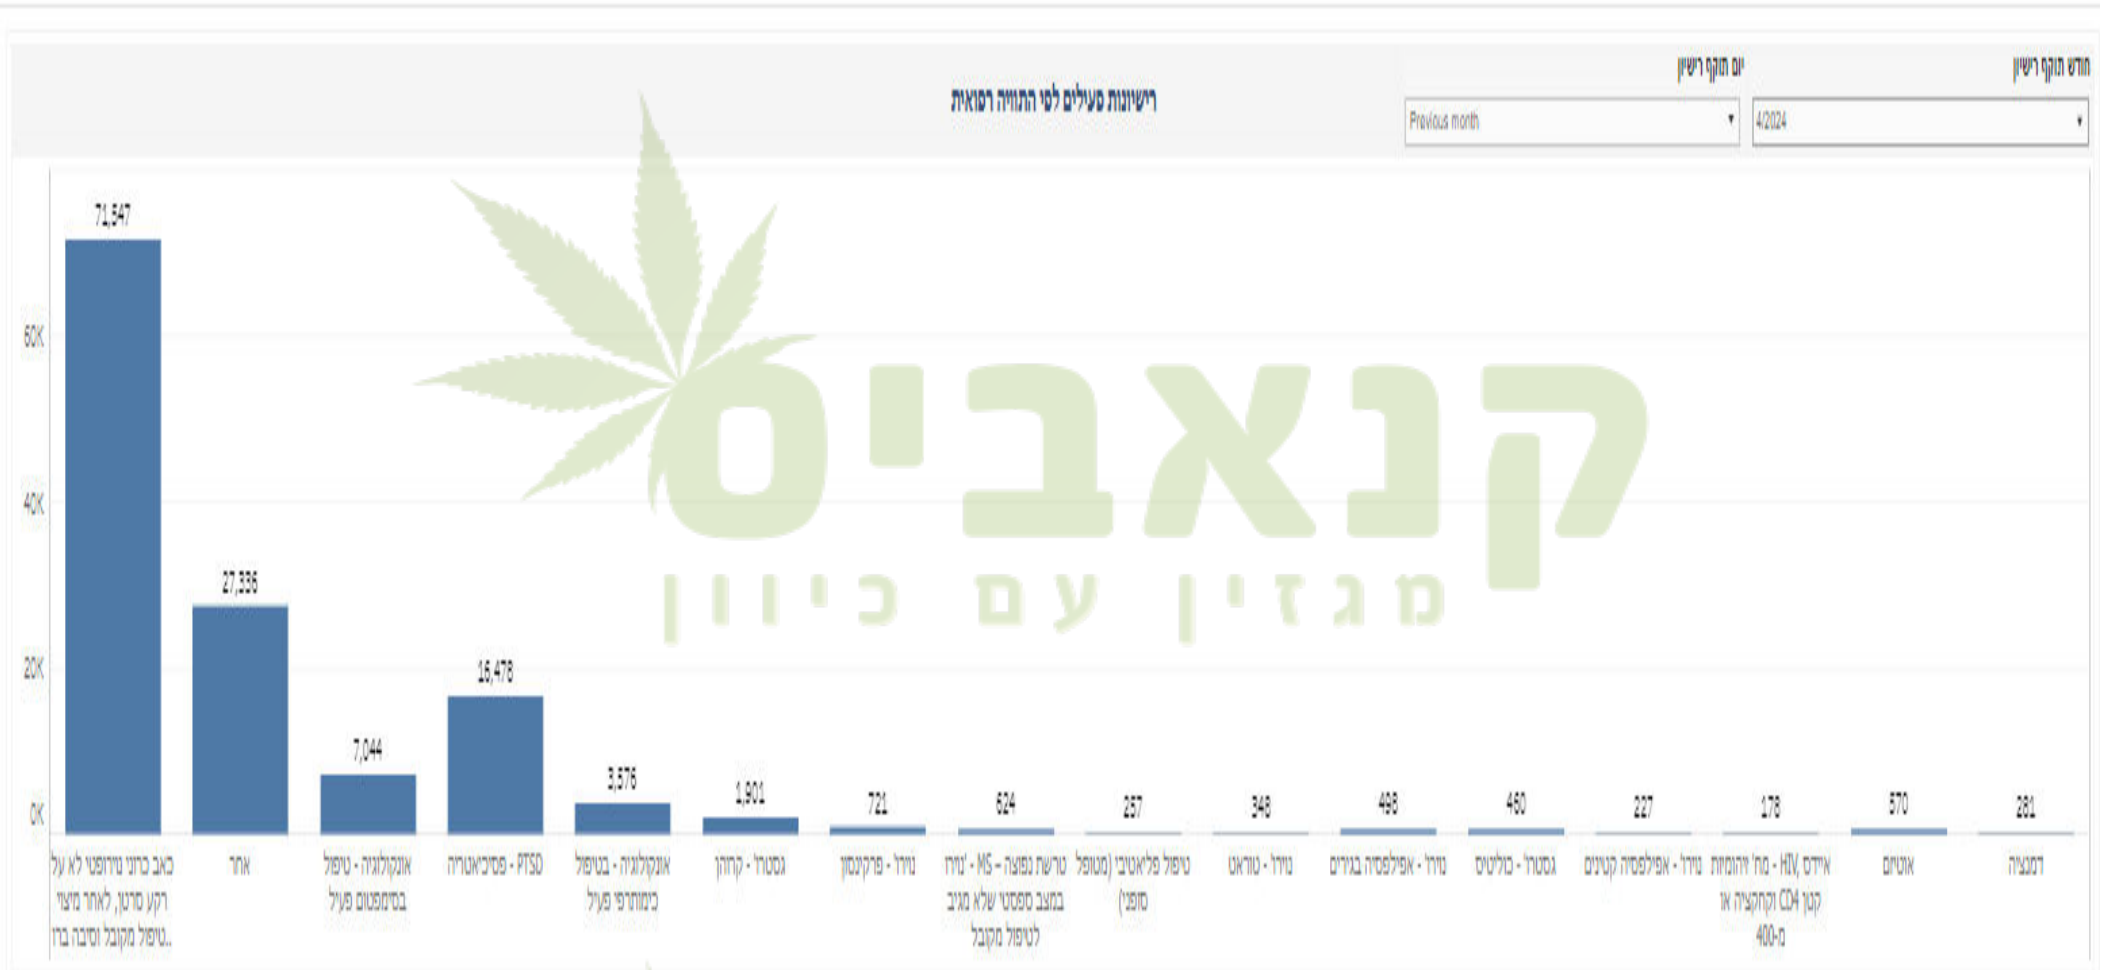 חודש תוקף רישיון
יום תוקף רישיון
4/2024
Previous month
רישיונות פעילים לפי התוויה רפואית
71,547
27,336
7,044
16,478
3,576
1,901
721
624
257
348
498
460
227
178
570
281
60K
40K
20K
0K
קנאביס
מגזין עם כיוון
כאב כרוני נוירופטי לא על
רקע סרטן, לאחר מיצוי
טיפול מקובל וסיבה ברו..
אחר
אונקולוגיה - טיפול
בסימפטום פעיל
PTSD - פסיכיאטריה
אונקולוגיה - בטיפול
כימותרפי פעיל
גסטרו' - קרוהן
נוירו' - פרקינסון
נוירו' - MS – טרשת נפוצה
במצב ספסטי שלא מגיב
לטיפול מקובל
טיפול פליאטיבי (מטופל
סופני)
נוירו' - טוראט
נוירו' - אפילפסיה בגירים
גסטרו' - כוליטיס
נוירו' - אפילפסיה קטינים
איידס, HIV - מח' זיהומיות
וקחקציה או CD4 קטן
מ-400
אוטיזם
דמנציה